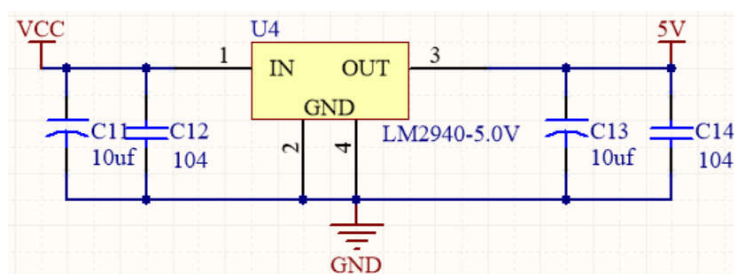 VCC
U4
5V
1
IN
OUT
3
GND
C11
C12
2
4
LM2940-5.0V
C13
C14
10uf
104
10uf
104
GND